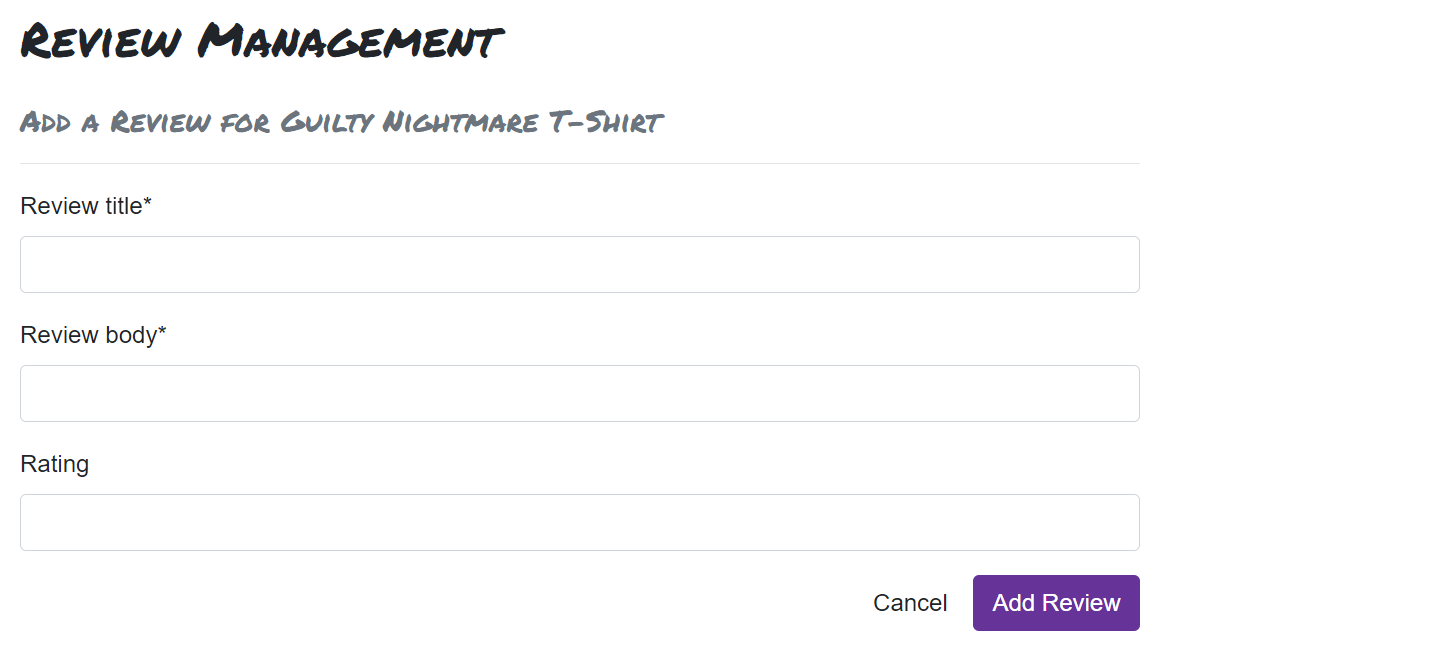 Review Management
Add a Review for Guilty Nightmare T-Shirt
Review title*
Review body*
Rating
Cancel Add Review